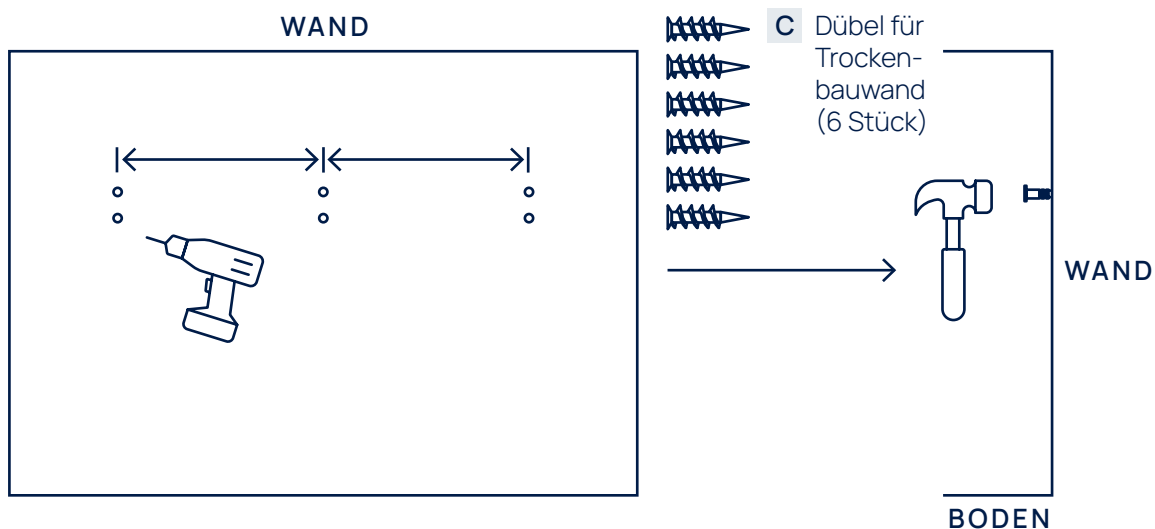 WAND
C Dübel für
Trocken-
bauwand
(6 Stück)
WAND
BODEN